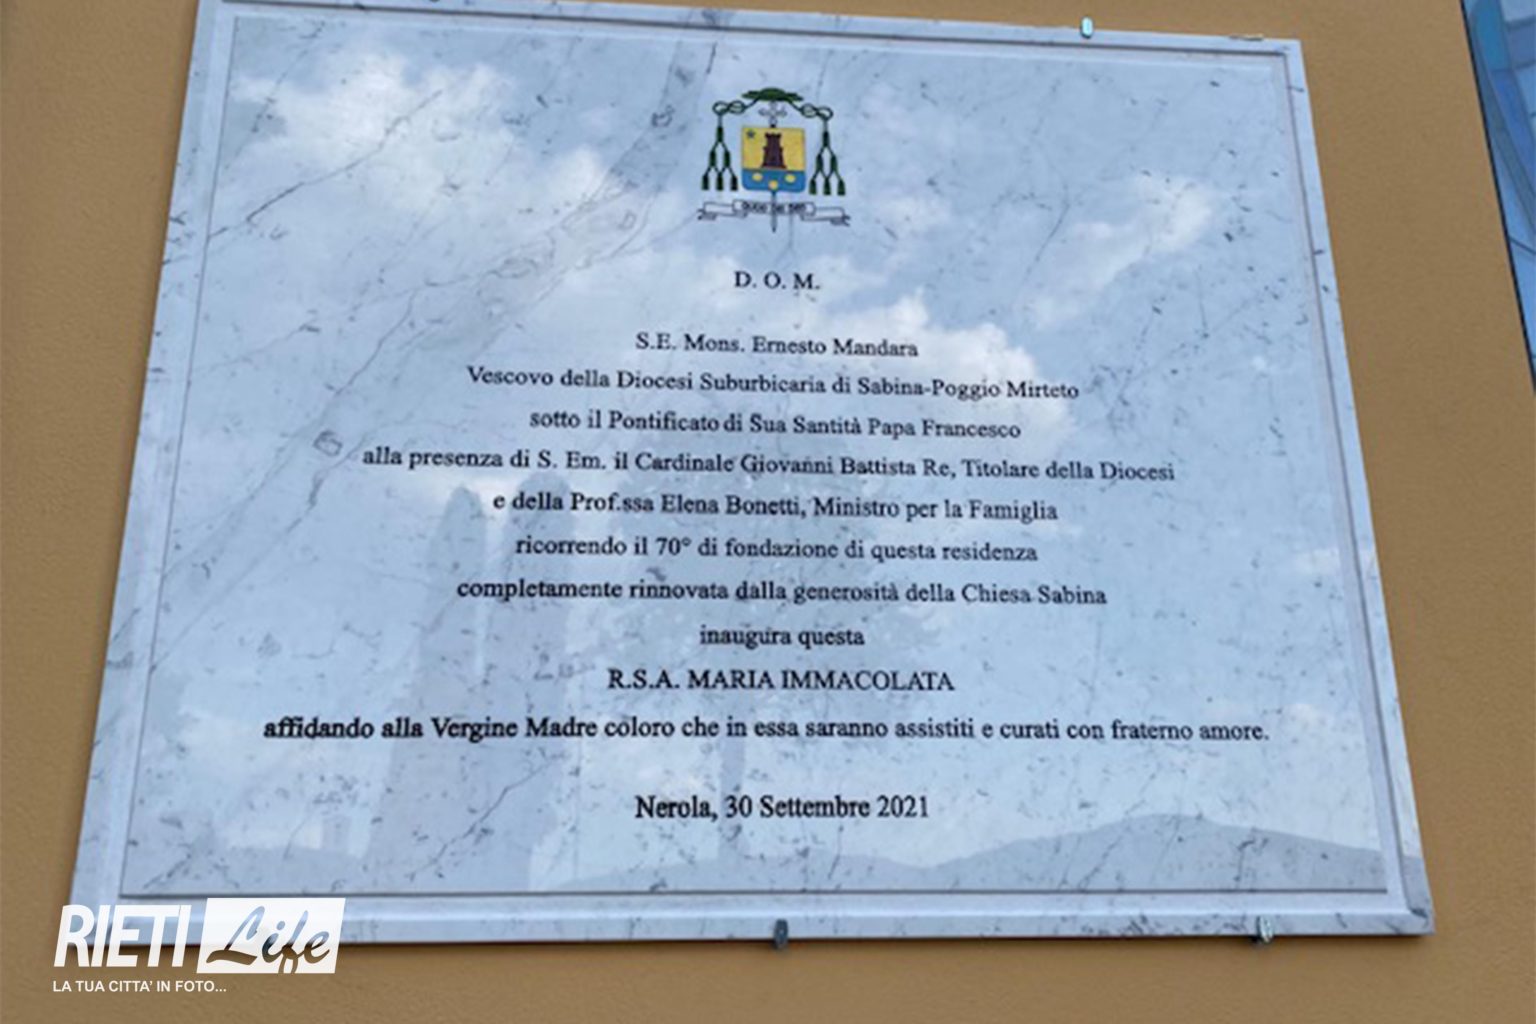 D. O. M.
S.E. Mons. Ernesto Mandara
Vescovo della Diocesi Suburbicaria di Sabina-Poggio Mirteto
sotto il Pontificato di Sua Santità Papa Francesco
alla presenza di S. Em. il Cardinale Giovanni Battista Re, Titolare della Diocesi
e della Prof.ssa Elena Bonetti, Ministro per la Famiglia
ricorrendo il 70° di fondazione di questa residenza
completamente rinnovata dalla generosità della Chiesa Sabina
inaugura questa
R.S.A. MARIA IMMACOLATA
affidando alla Vergine Madre coloro che in essa saranno assistiti e curati con fraterno amore.
Nerola, 30 Settembre 2021
RIETI Life
LA TUA CITTA' IN FOTO...